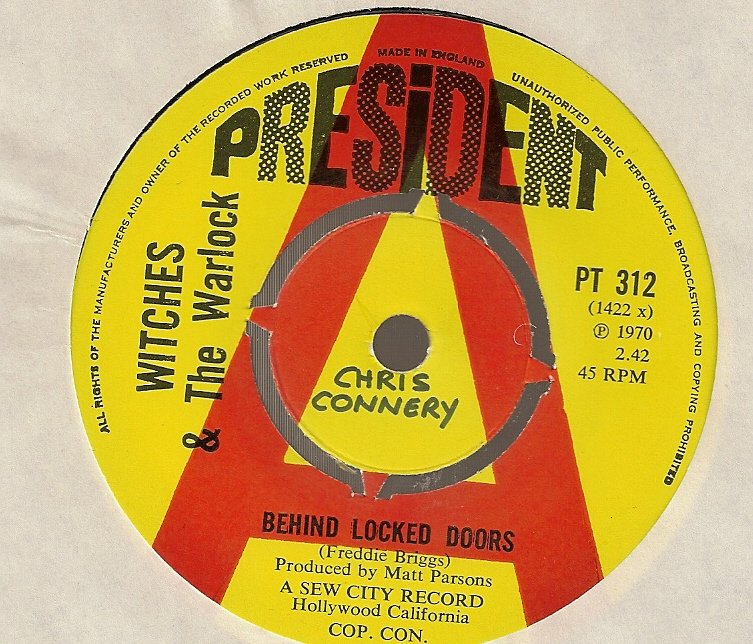 ALL RIGHTS OF THE MANUFACTURERS AND OWNER OF THE RECORDED WORK RESERVED
MADE IN ENGLAND
UNAUTHORIZED PUBLIC PERFORMANCE, BROADCASTING AND COPYING PROHIBITED
PRESiDENT
A
WITCHES
& The Warlock
PT 312
(1422 x)
℗ 1970
2.42
45 RPM
CHRIS
CONNERY
BEHIND LOCKED DOORS
(Freddie Briggs)
Produced by Matt Parsons
A SEW CITY RECORD
Hollywood California
COP. CON.